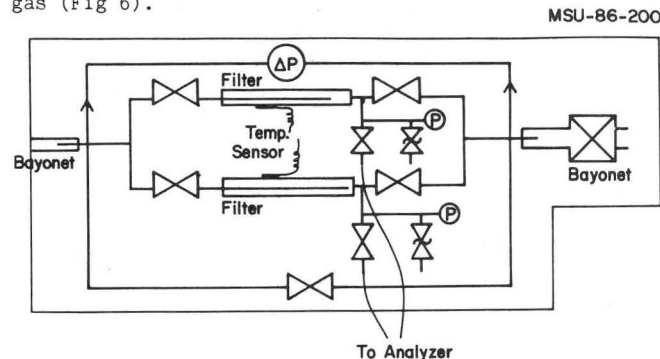 gas (Fig 6).
MSU-86-200
ΔP
Filter
P
Temp.
Sensor
Bayonet
Bayonet
Filter
P
To Analyzer